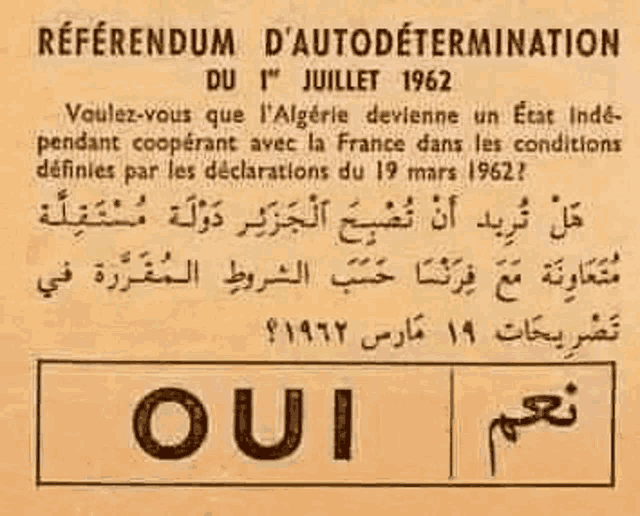 RÉFÉRENDUM D'AUTODÉTERMINATION
DU 1er JUILLET 1962
Voulez-vous que l'Algérie devienne un État indé-
pendant coopérant avec la France dans les conditions
définies par les déclarations du 19 mars 1962?
هَلْ تُرِيد أَنْ تُصْبِحَ اَلْجَزَئِر دَوْلَة مُسْتَقِلَّة
مُتَعَاوِنَة مَعَ فِرَنْسَا حَسَبَ الشروطِ المُقَرَّرة في
تَصْرِيحَات ١٩ مَارس ١٩٦٢؟
OUI نعم